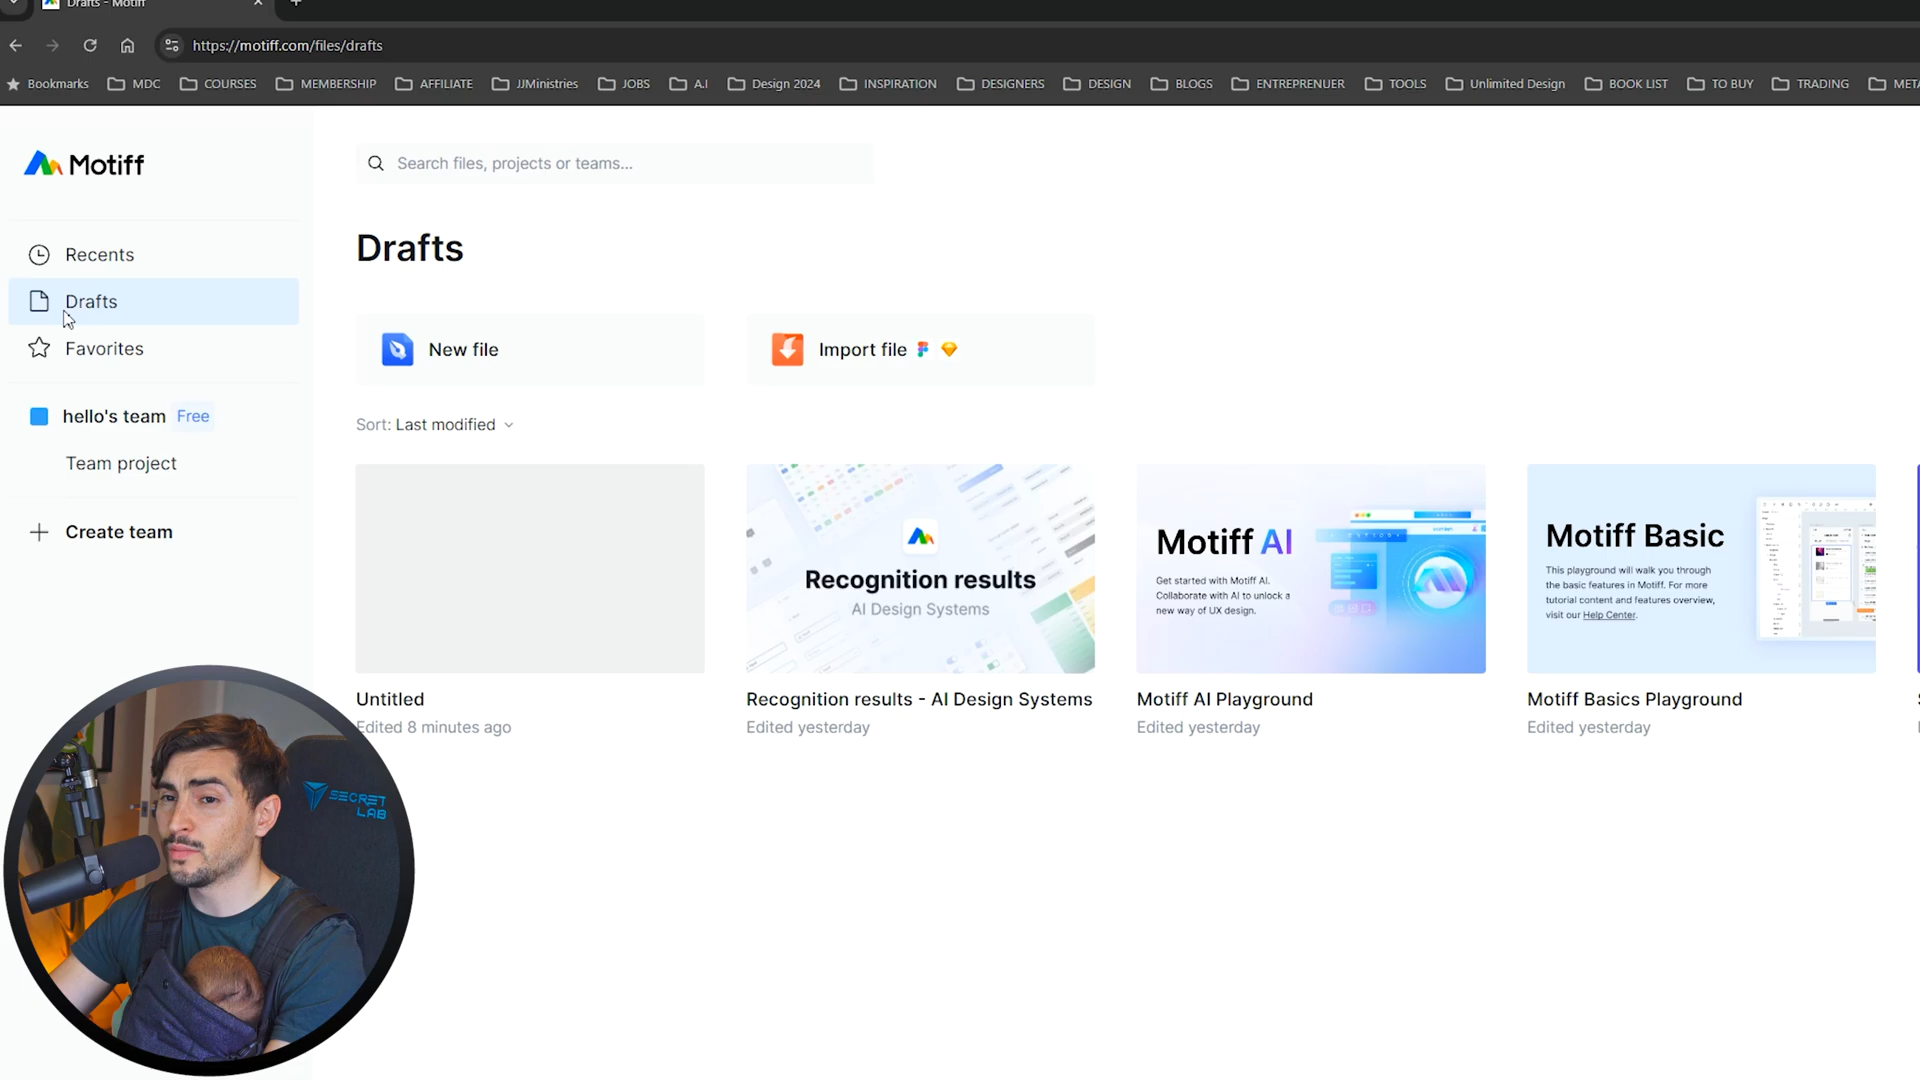 Drafts - Motiff
https://motiff.com/files/drafts
Bookmarks
MDC
COURSES
MEMBERSHIP
AFFILIATE
JJMinistries
JOBS
A.I
Design 2024
INSPIRATION
DESIGNERS
DESIGN
BLOGS
ENTREPRENUER
TOOLS
Unlimited Design
BOOK LIST
TO BUY
TRADING
Motiff
Search files, projects or teams...
Recents
Drafts
Favorites
hello's team Free
Team project
Create team
Drafts
New file
Import file
Sort: Last modified
Recognition results
AI Design Systems
Motiff AI
Get started with Motiff AI.
Collaborate with AI to unlock a
new way of UX design.
Motiff Basic
This playground will walk you through
the basic features in Motiff. For more
tutorial content and features overview,
visit our Help Center.
Untitled
Edited 8 minutes ago
Recognition results - AI Design Systems
Edited yesterday
Motiff AI Playground
Edited yesterday
Motiff Basics Playground
Edited yesterday
SECRET
LAB